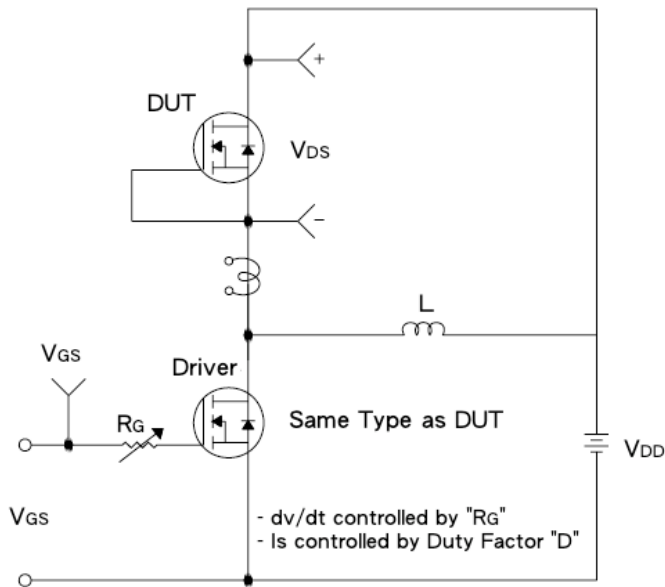 +
DUT
VDS
-
L
VGS
Driver
RG
Same Type as DUT
VDD
VGS
- dv/dt controlled by "RG"
- Is controlled by Duty Factor "D"